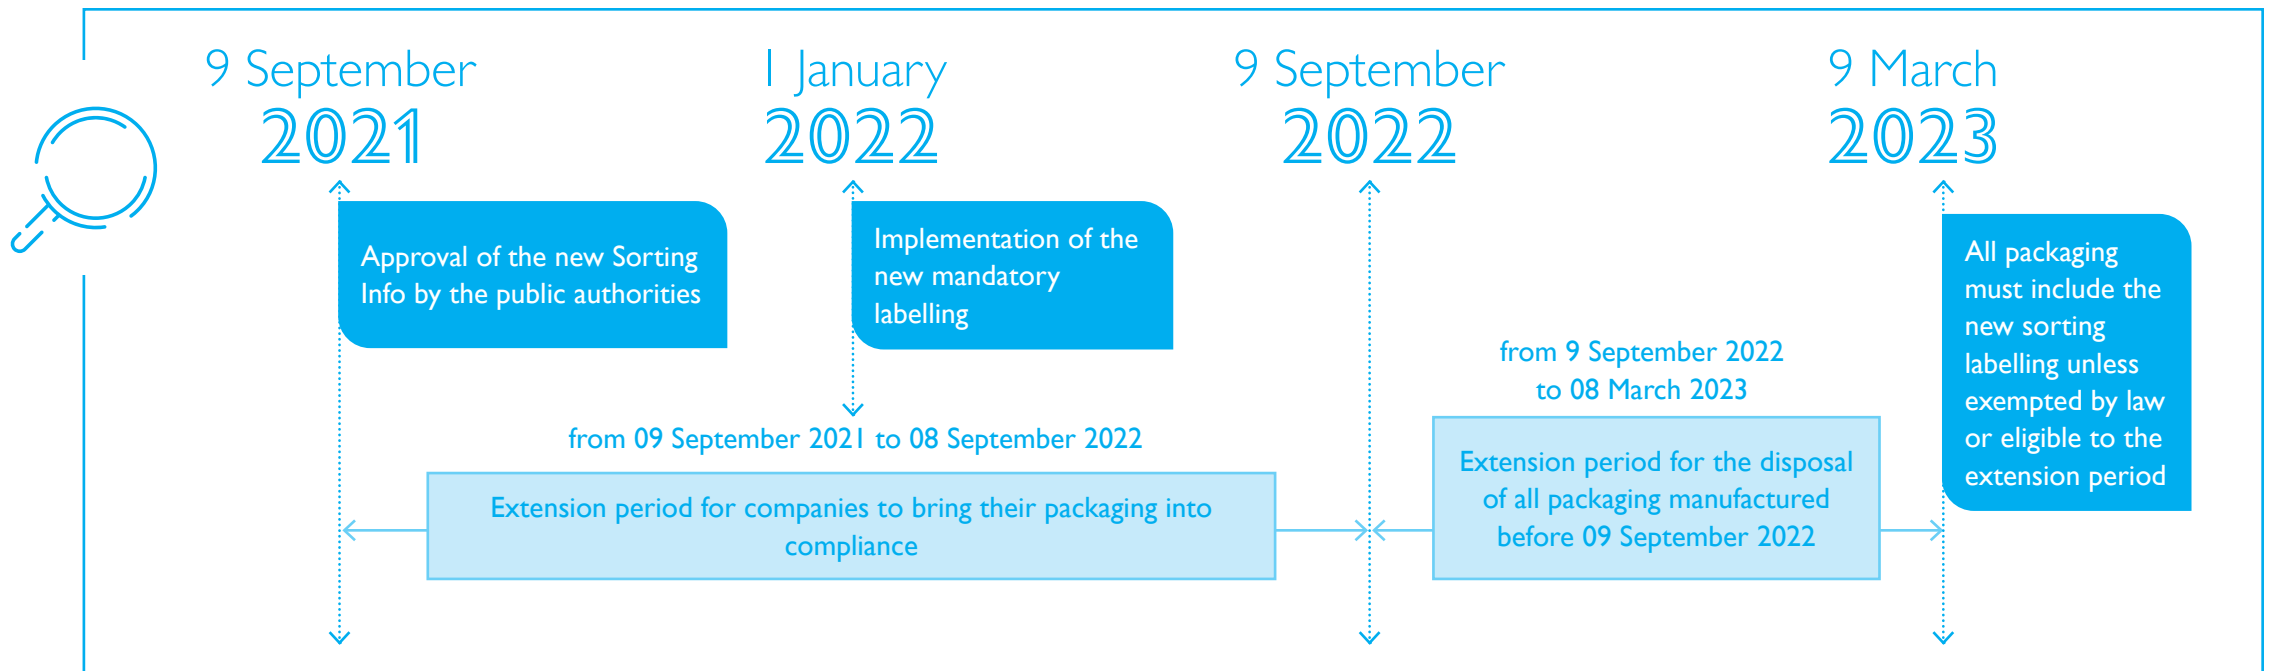 9 September
2021
1 January
2022
9 September
2022
9 March
2023
Approval of the new Sorting
Info by the public authorities
Implementation of the
new mandatory
labelling
All packaging
must include the
new sorting
labelling unless
exempted by law
or eligible to the
extension period
from 09 September 2021 to 08 September 2022
Extension period for companies to bring their packaging into
compliance
from 9 September 2022
to 08 March 2023
Extension period for the disposal
of all packaging manufactured
before 09 September 2022